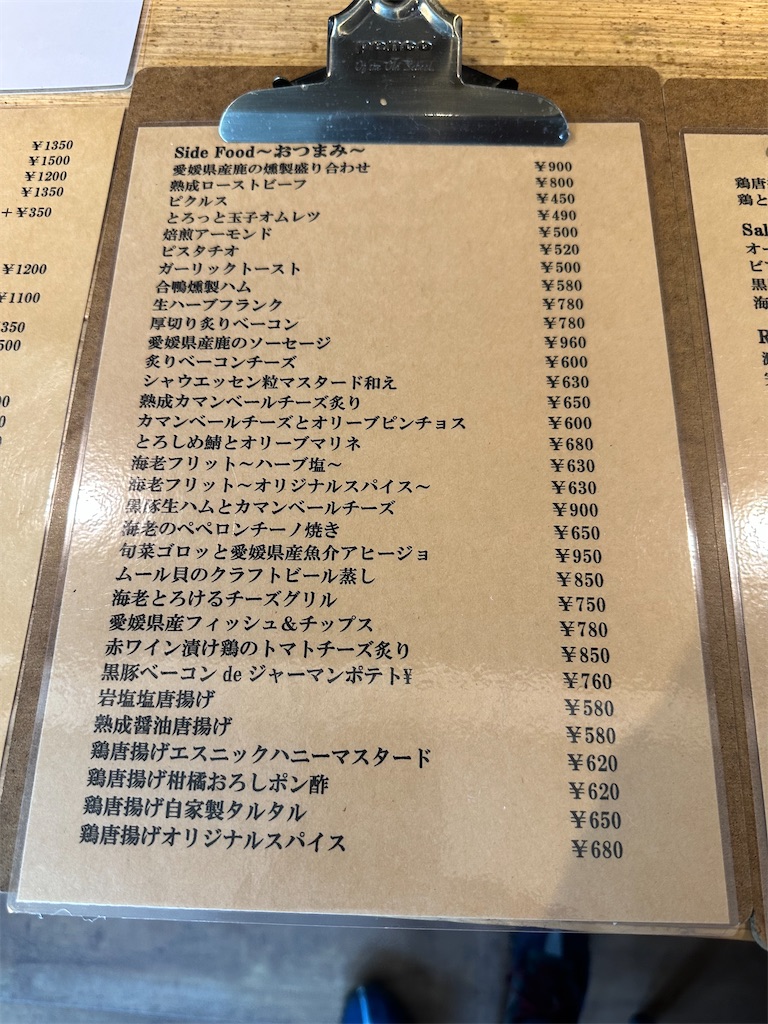 ¥1350
¥1500
¥1200
¥1350
+¥350
¥1200
¥1100
350
500
penco
Side Food～おつまみ～
愛媛県産鹿の燻製盛り合わせ ¥900
熟成ローストビーフ ¥800
ピクルス ¥450
とろっと玉子オムレツ ¥490
焙煎アーモンド ¥500
ピスタチオ ¥520
ガーリックトースト ¥500
合鴨燻製ハム ¥580
生ハーブフランク ¥780
厚切り炙りベーコン ¥780
愛媛県産鹿のソーセージ ¥960
炙りベーコンチーズ ¥600
シャウエッセン粒マスタード和え ¥630
熟成カマンベールチーズ炙り ¥650
カマンベールチーズとオリーブピンチョス ¥600
とろしめ鯖とオリーブマリネ ¥680
海老フリット～ハーブ塩～ ¥630
海老フリット～オリジナルスパイス～ ¥630
黒豚生ハムとカマンベールチーズ ¥900
海老のペペロンチーノ焼き ¥650
旬菜ゴロッと愛媛県産魚介アヒージョ ¥950
ムール貝のクラフトビール蒸し ¥850
海老とろけるチーズグリル ¥750
愛媛県産フィッシュ＆チップス ¥780
赤ワイン漬け鶏のトマトチーズ炙り ¥850
黒豚ベーコン de ジャーマンポテト¥ ¥760
岩塩塩唐揚げ ¥580
熟成醤油唐揚げ ¥580
鶏唐揚げエスニックハニーマスタード ¥620
鶏唐揚げ柑橘おろしポン酢 ¥620
鶏唐揚げ自家製タルタル ¥650
鶏唐揚げオリジナルスパイス ¥680
鶏唐
鶏と
Sal
オー
黒
海